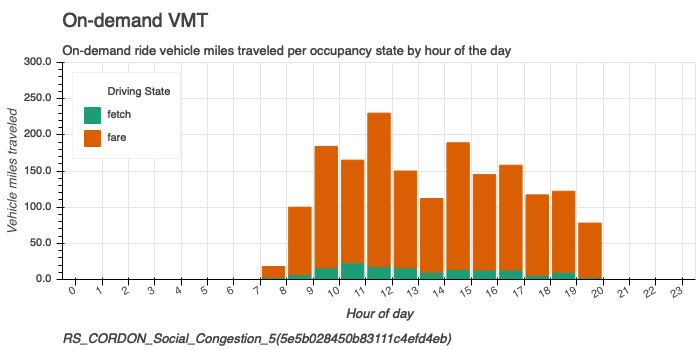 On-demand VMT
On-demand ride vehicle miles traveled per occupancy state by hour of the day
300.0
250.0
200.0
150.0
100.0
50.0
0.0
Vehicle miles traveled
Driving State
fetch
fare
0 1 2 3 4 5 6 7 8 9 10 11 12 13 14 15 16 17 18 19 20 21 22 23
Hour of day
RS_CORDON_Social_Congestion_5(5e5b028450b83111c4efd4eb)